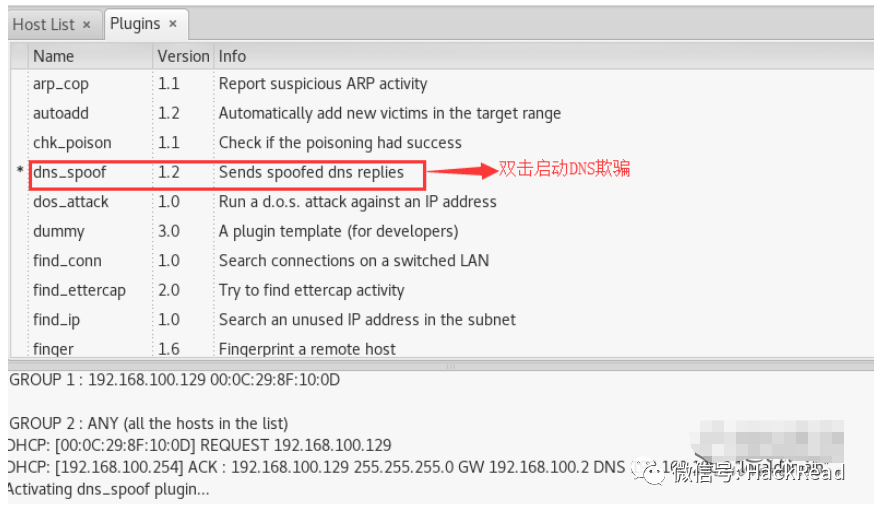 Host List ×
Plugins ×
Name Version Info
arp_cop 1.1 Report suspicious ARP activity
autoadd 1.2 Automatically add new victims in the target range
chk_poison 1.1 Check if the poisoning had success
* dns_spoof 1.2 Sends spoofed dns replies 双击启动DNS欺骗
dos_attack 1.0 Run a d.o.s. attack against an IP address
dummy 3.0 A plugin template (for developers)
find_conn 1.0 Search connections on a switched LAN
find_ettercap 2.0 Try to find ettercap activity
find_ip 1.0 Search an unused IP address in the subnet
finger 1.6 Fingerprint a remote host
GROUP 1 : 192.168.100.129 00:0C:29:8F:10:0D
GROUP 2 : ANY (all the hosts in the list)
DHCP: [00:0C:29:8F:10:0D] REQUEST 192.168.100.129
DHCP: [192.168.100.254] ACK : 192.168.100.129 255.255.255.0 GW 192.168.100.2 DNS
微信号: HackRead
Activating dns_spoof plugin...